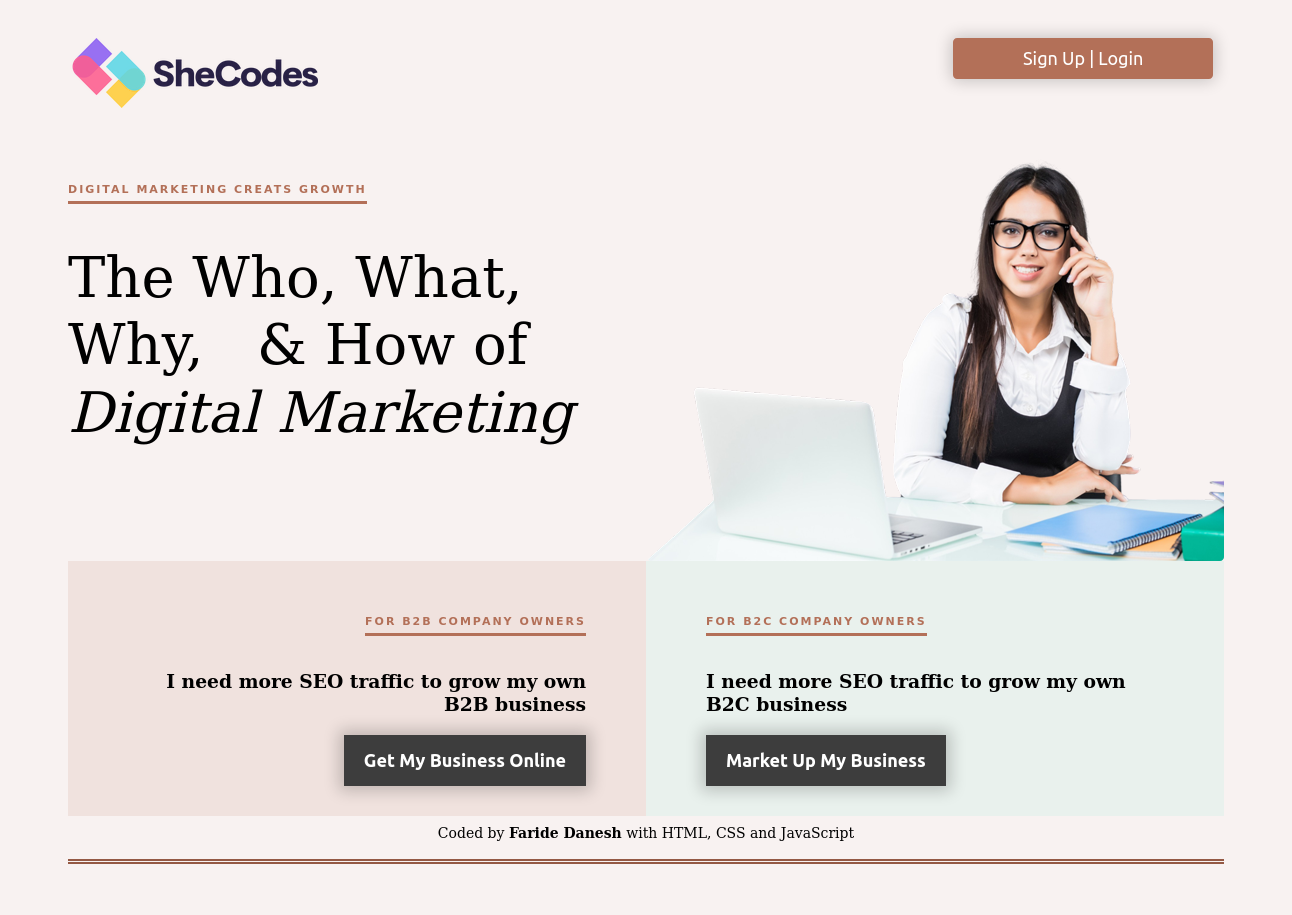 SheCodes
Sign Up | Login
DIGITAL MARKETING CREATS GROWTH
The Who, What,
Why, & How of
Digital Marketing
FOR B2B COMPANY OWNERS
I need more SEO traffic to grow my own
B2B business
Get My Business Online
FOR B2C COMPANY OWNERS
I need more SEO traffic to grow my own
B2C business
Market Up My Business
Coded by Faride Danesh with HTML, CSS and JavaScript